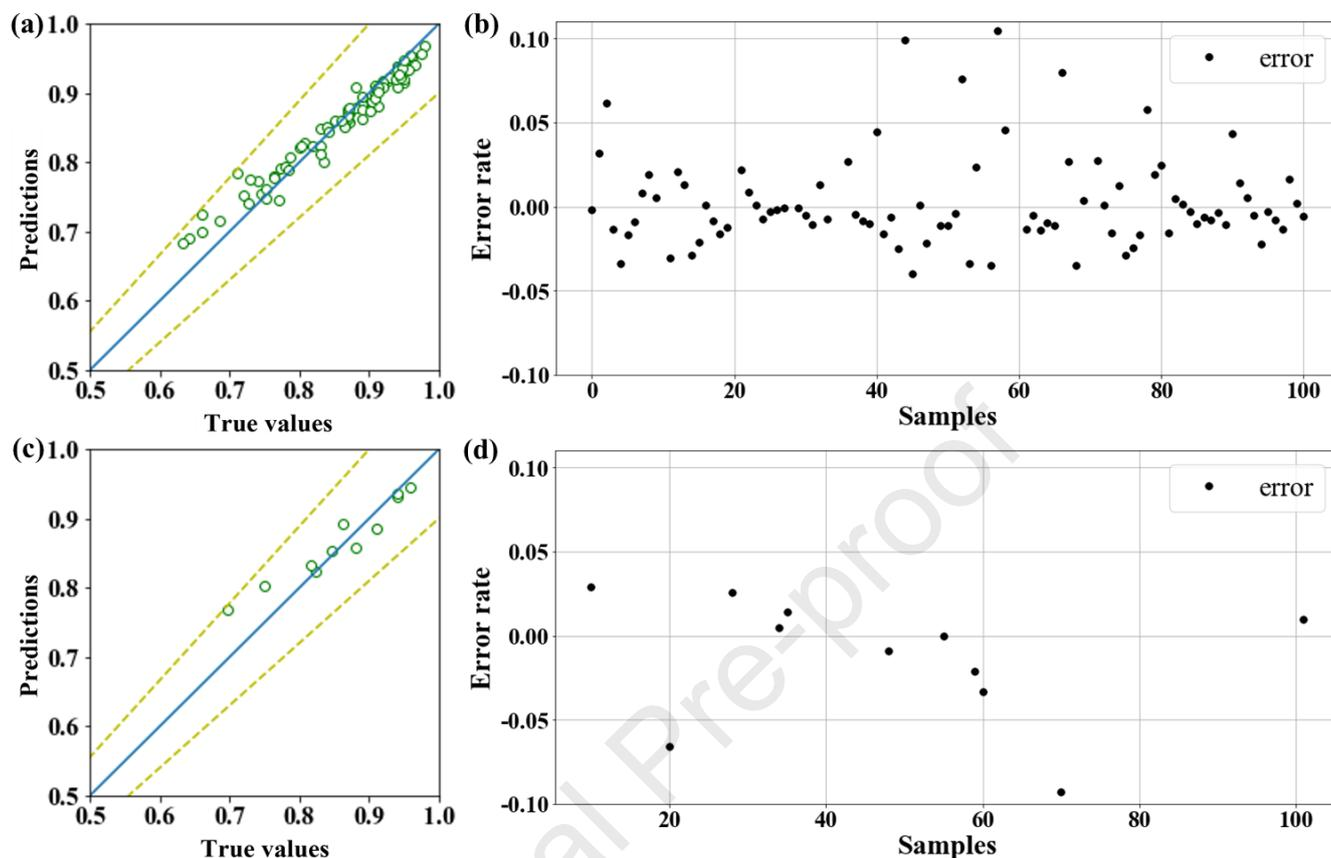 (a)
1.0
0.9
0.8
0.7
0.6
0.5
Predictions
0.5 0.6 0.7 0.8 0.9 1.0
True values
(b)
0.10
0.05
0.00
-0.05
-0.10
Error rate
error
0 20 40 60 80 100
Samples
(c)
1.0
0.9
0.8
0.7
0.6
0.5
Predictions
0.5 0.6 0.7 0.8 0.9 1.0
True values
(d)
0.10
0.05
0.00
-0.05
-0.10
Error rate
error
20 40 60 80 100
Samples
al Pre-proof